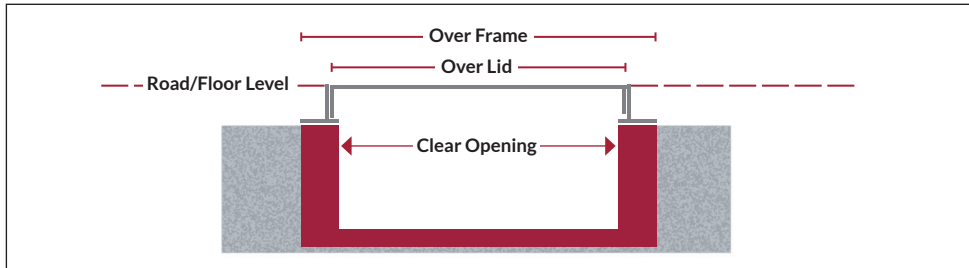 Over Frame
Over Lid
Road/Floor Level
Clear Opening